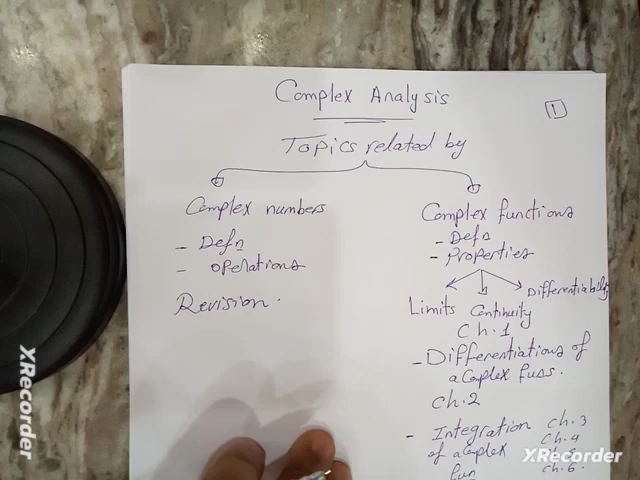 Complex Analysis
1
Topics related by
Complex numbers
- Defn
- operations
Revision.
Complex functions
- Defn
- Properties
Limits Continuity Differentiability
Ch.1
- Differentiations of
a Complex funs.
Ch.2
- Integration ch.3
of a Complex ch.4
fun ch.6.
XRecorder
XRecorder